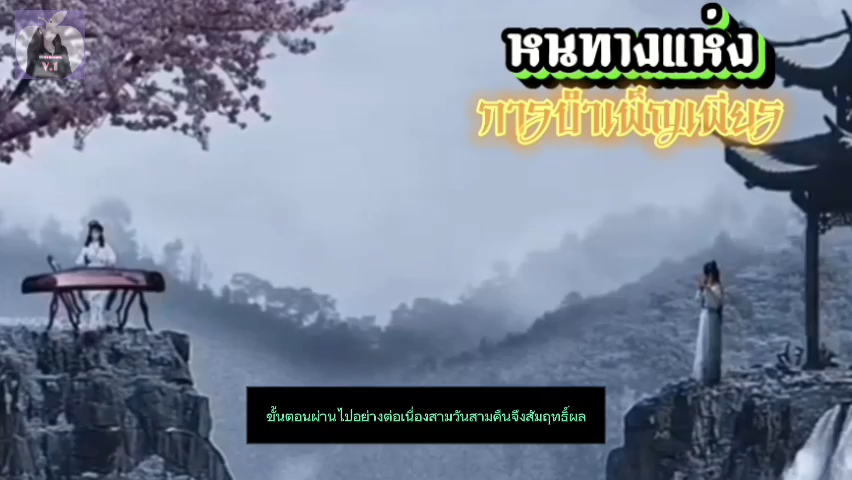 หนทางแห่ง
การบำเพ็ญเพียร
ขั้นตอนผ่านไปอย่างต่อเนื่องสามวันสามคืนจึงสัมฤทธิ์ผล